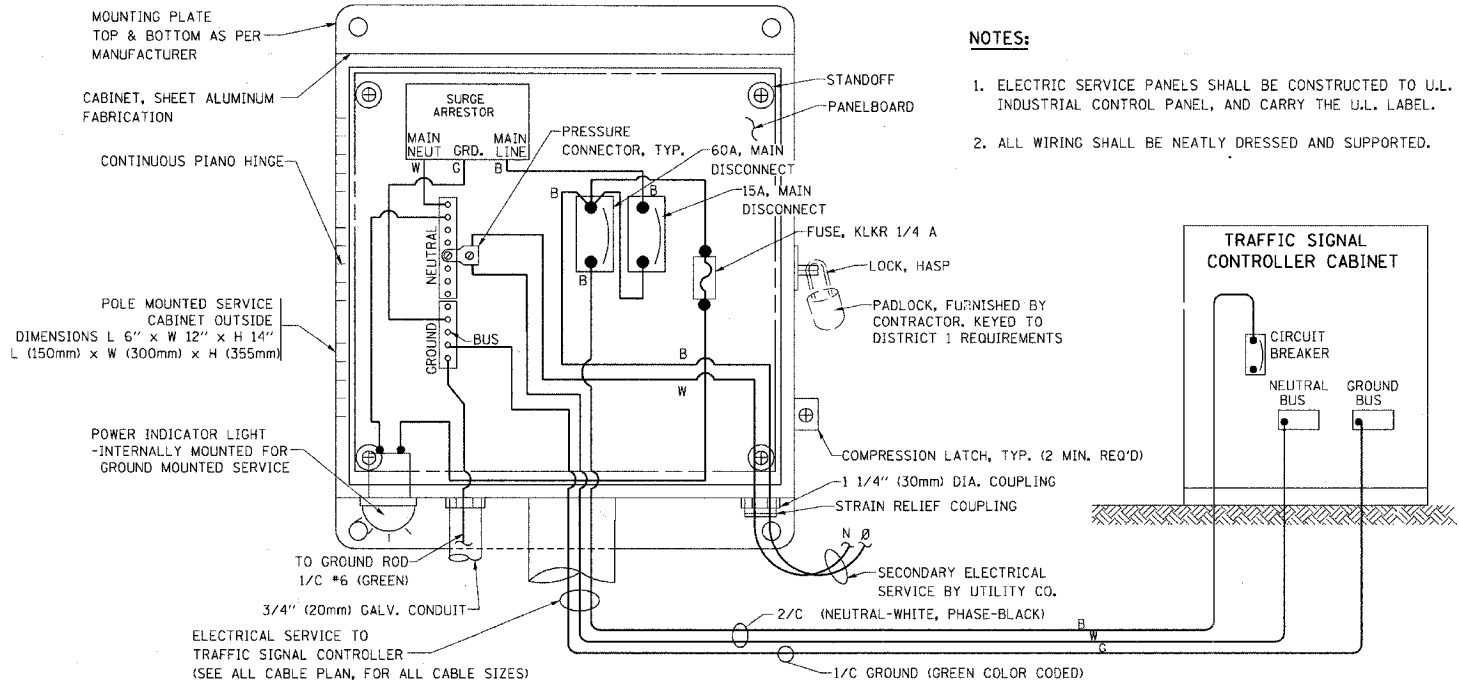 MOUNTING PLATE
TOP & BOTTOM AS PER
MANUFACTURER
CABINET, SHEET ALUMINUM
FABRICATION
CONTINUOUS PIANO HINGE
POLE MOUNTED SERVICE
CABINET OUTSIDE
DIMENSIONS L 6" x W 12" x H 14"
L (150mm) x W (300mm) x H (355mm)
POWER INDICATOR LIGHT
-INTERNALLY MOUNTED FOR
GROUND MOUNTED SERVICE
SURGE
ARRESTOR
MAIN
NEUT
GRD.
MAIN
LINE
W
G
B
PRESSURE
CONNECTOR, TYP.
NEUTRAL
GROUND
BUS
B
B
B
B
W
STANDOFF
PANELBOARD
60A, MAIN
DISCONNECT
15A, MAIN
DISCONNECT
FUSE, KLKR 1/4 A
LOCK, HASP
PADLOCK, FURNISHED BY
CONTRACTOR, KEYED TO
DISTRICT 1 REQUIREMENTS
COMPRESSION LATCH, TYP. (2 MIN. REQ'D)
1 1/4" (30mm) DIA. COUPLING
STRAIN RELIEF COUPLING
N Ø
SECONDARY ELECTRICAL
SERVICE BY UTILITY CO.
TO GROUND ROD
1/C #6 (GREEN)
3/4" (20mm) GALV. CONDUIT
ELECTRICAL SERVICE TO
TRAFFIC SIGNAL CONTROLLER
(SEE ALL CABLE PLAN, FOR ALL CABLE SIZES)
2/C (NEUTRAL-WHITE, PHASE-BLACK)
B
W
G
1/C GROUND (GREEN COLOR CODED)
NOTES:
1. ELECTRIC SERVICE PANELS SHALL BE CONSTRUCTED TO U.L.
INDUSTRIAL CONTROL PANEL, AND CARRY THE U.L. LABEL.
2. ALL WIRING SHALL BE NEATLY DRESSED AND SUPPORTED.
TRAFFIC SIGNAL
CONTROLLER CABINET
CIRCUIT
BREAKER
NEUTRAL
BUS
GROUND
BUS